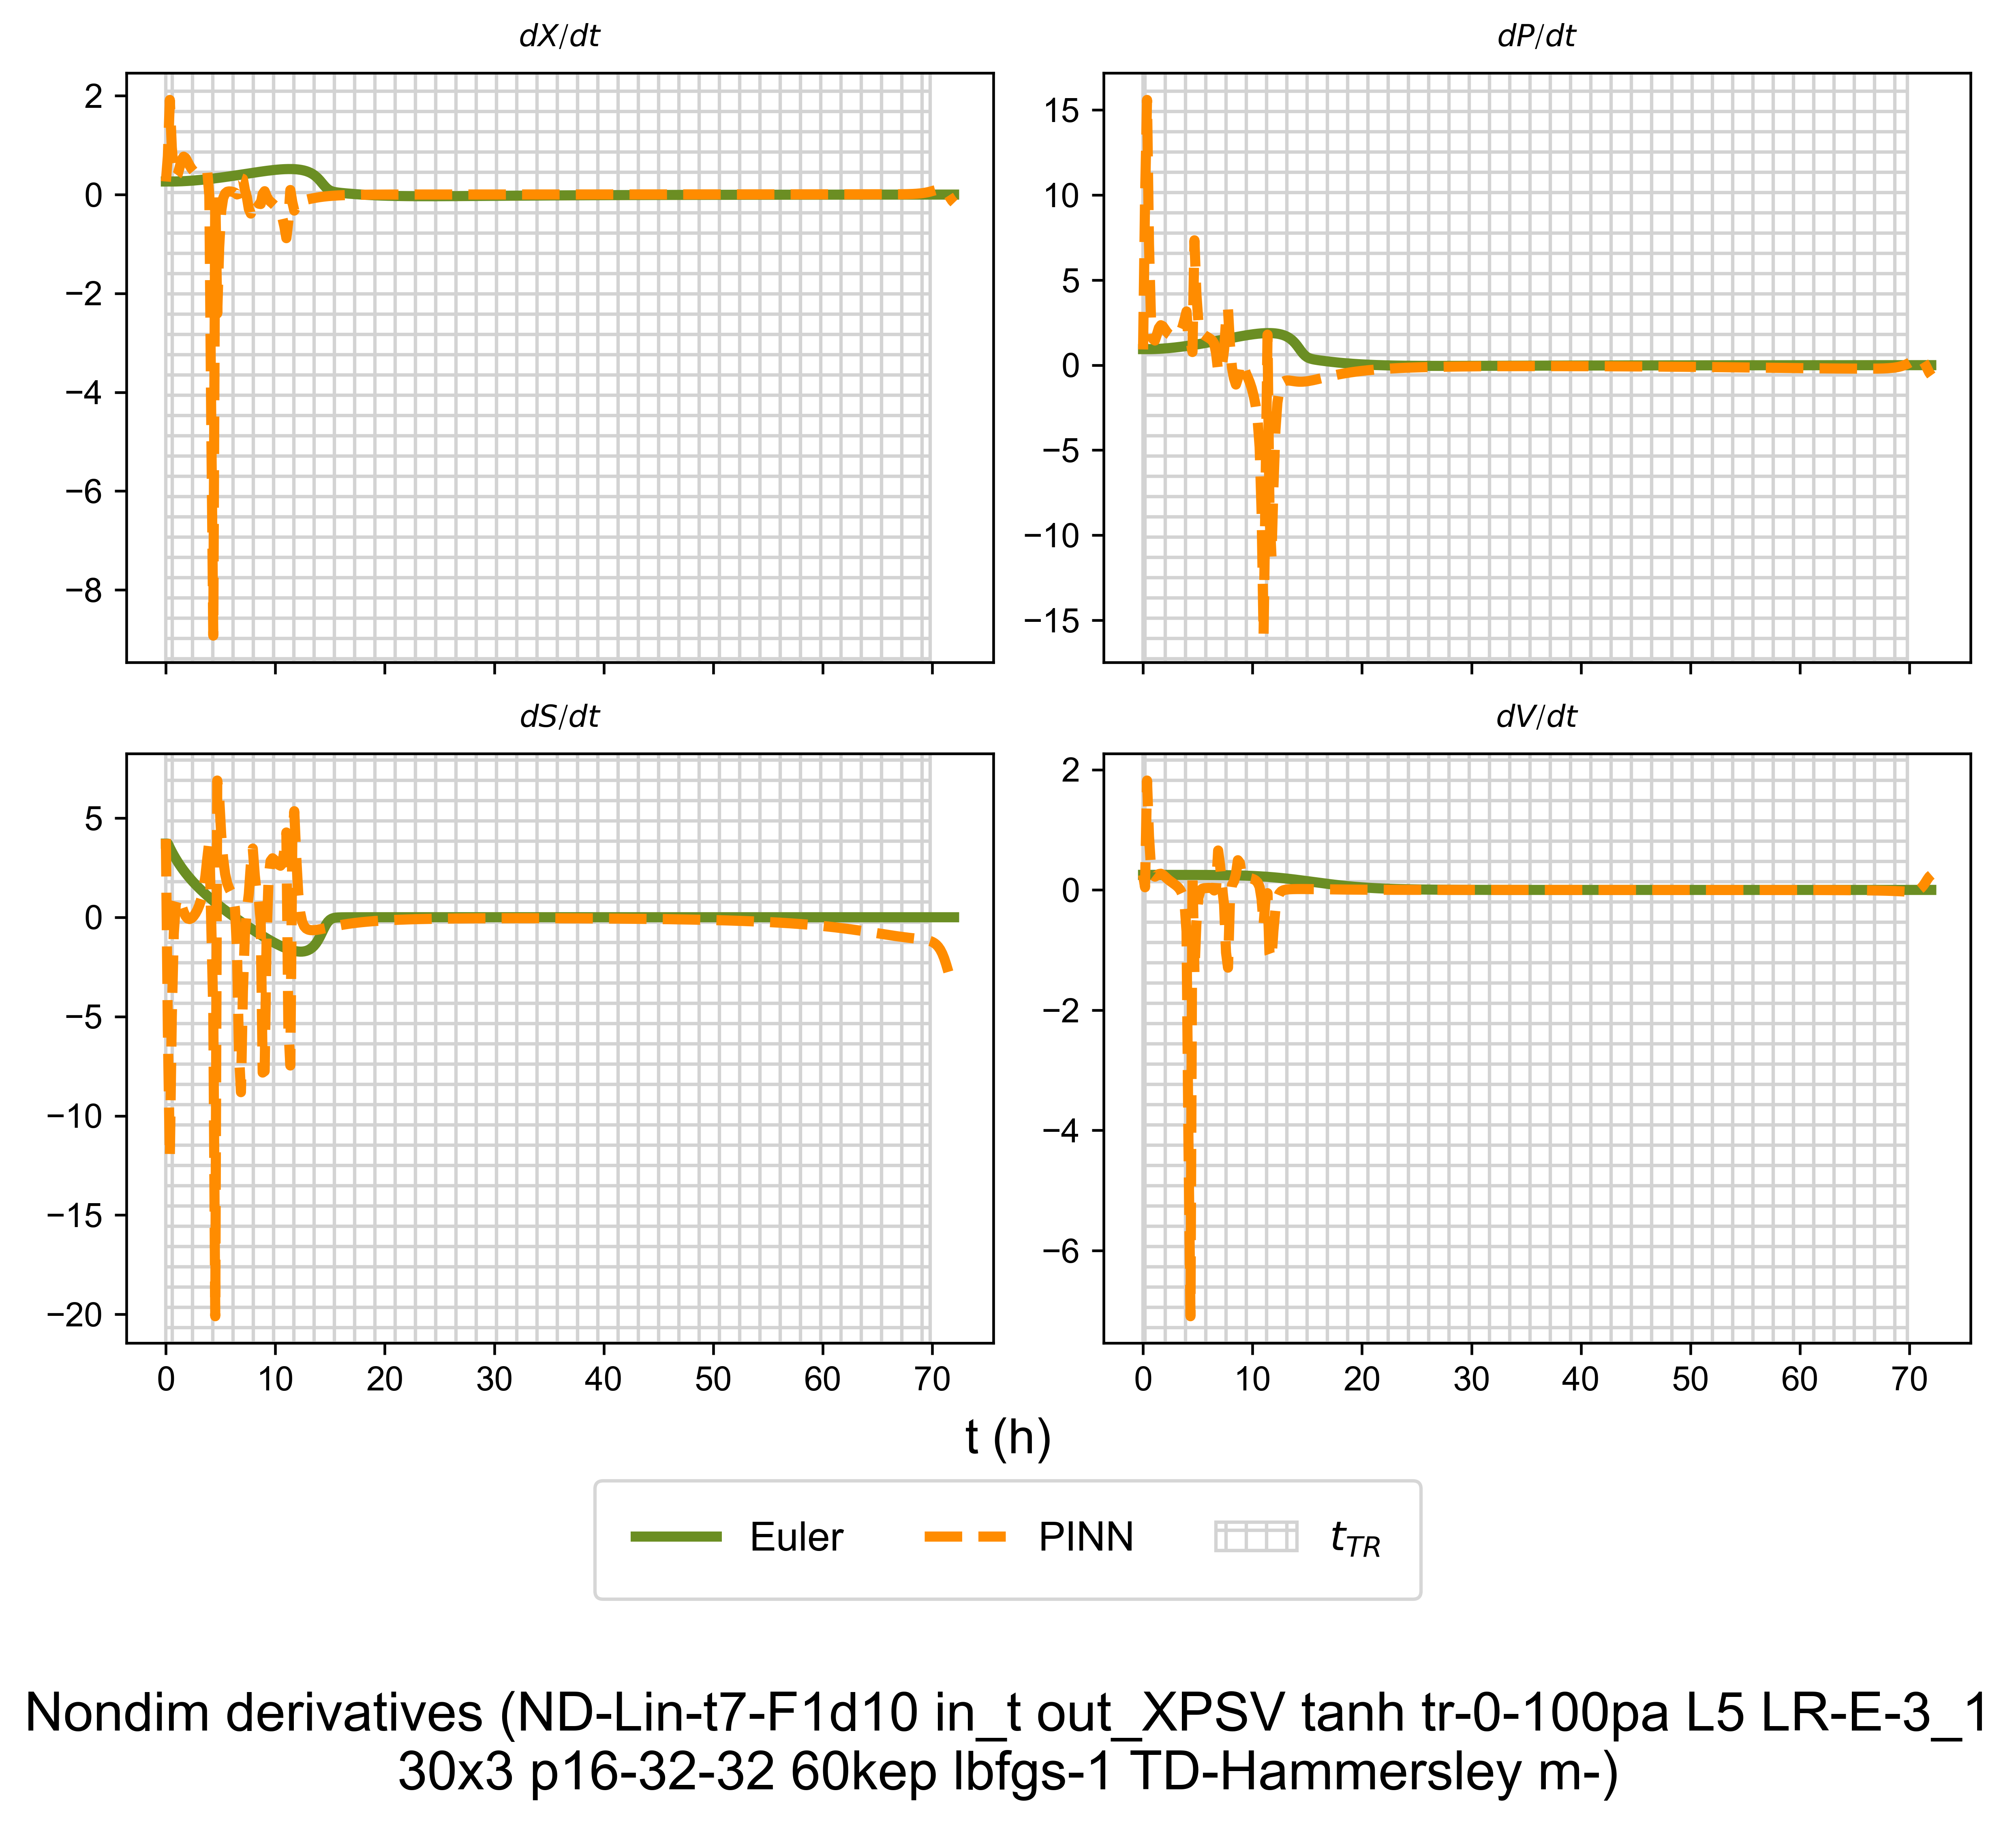 dX/dt
dP/dt
2
0
−2
−4
−6
−8
15
10
5
0
−5
−10
−15
dS/dt
dV/dt
5
0
−5
−10
−15
−20
2
0
−2
−4
−6
0 10 20 30 40 50 60 70
0 10 20 30 40 50 60 70
t (h)
Euler PINN t_TR
Nondim derivatives (ND-Lin-t7-F1d10 in_t out_XPSV tanh tr-0-100pa L5 LR-E-3_1
30x3 p16-32-32 60kep lbfgs-1 TD-Hammersley m-)